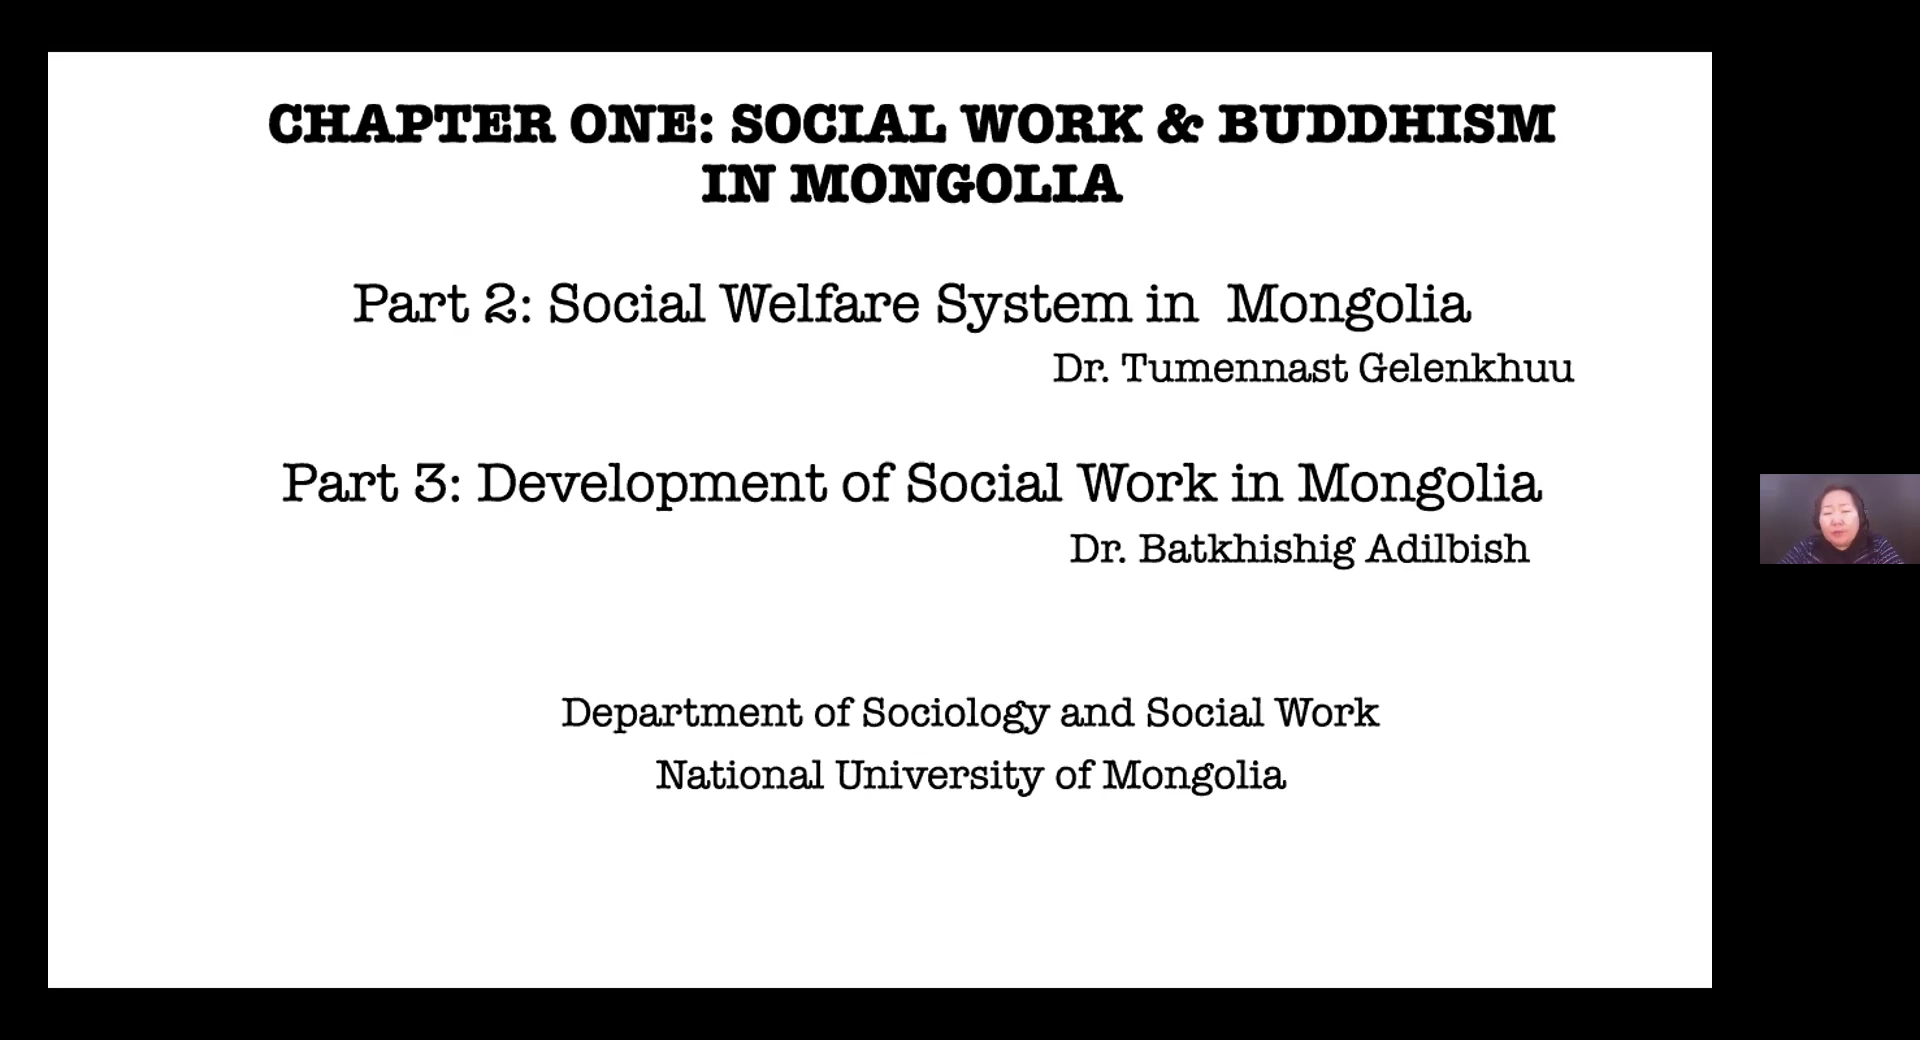 CHAPTER ONE: SOCIAL WORK & BUDDHISM
IN MONGOLIA
Part 2: Social Welfare System in  Mongolia
Dr. Tumennast Gelenkhuu
Part 3: Development of Social Work in Mongolia
Dr. Batkhishig Adilbish
Department of Sociology and Social Work
National University of Mongolia